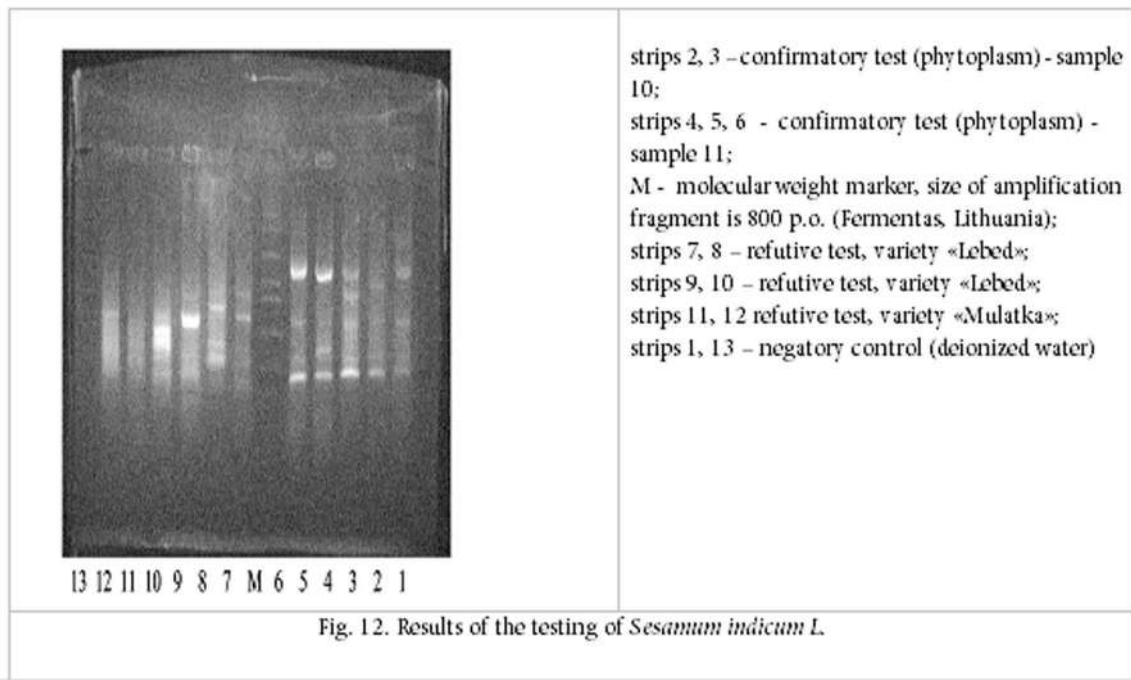 strips 2, 3 – confirmatory test (phytoplasm) - sample
10;
strips 4, 5, 6 - confirmatory test (phytoplasm) -
sample 11;
M - molecular weight marker, size of amplification
fragment is 800 p.o. (Fermentas, Lithuania);
strips 7, 8 – refutive test, variety «Lebed»;
strips 9, 10 – refutive test, variety «Lebed»;
strips 11, 12 refutive test, variety «Mulatka»;
strips 1, 13 – negatory control (deionized water)
13 12 11 10 9 8 7 M 6 5 4 3 2 1
Fig. 12. Results of the testing of Sesamum indicum L.